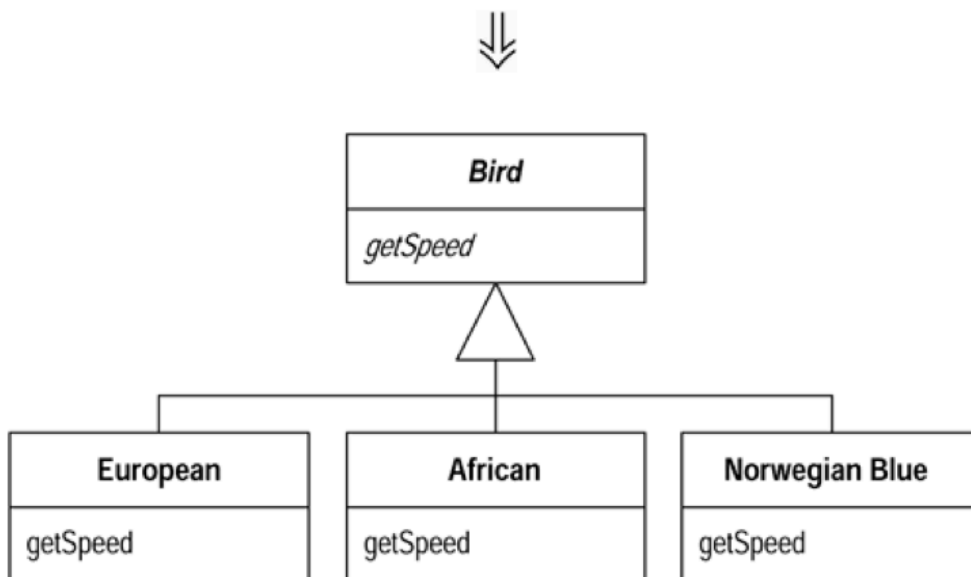 Bird
getSpeed
European
African
Norwegian Blue
getSpeed
getSpeed
getSpeed